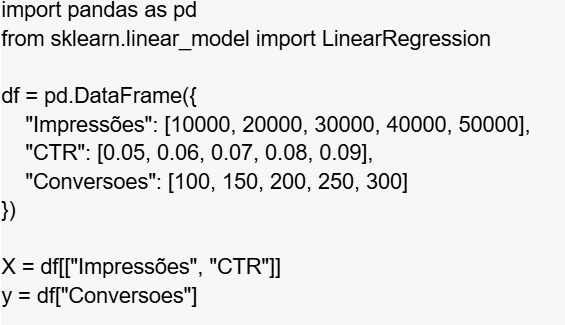 import pandas as pd
from sklearn.linear_model import LinearRegression
df = pd.DataFrame({
"Impressões": [10000, 20000, 30000, 40000, 50000],
"CTR": [0.05, 0.06, 0.07, 0.08, 0.09],
"Conversoes": [100, 150, 200, 250, 300]
})
X = df[["Impressões", "CTR"]]
y = df["Conversoes"]